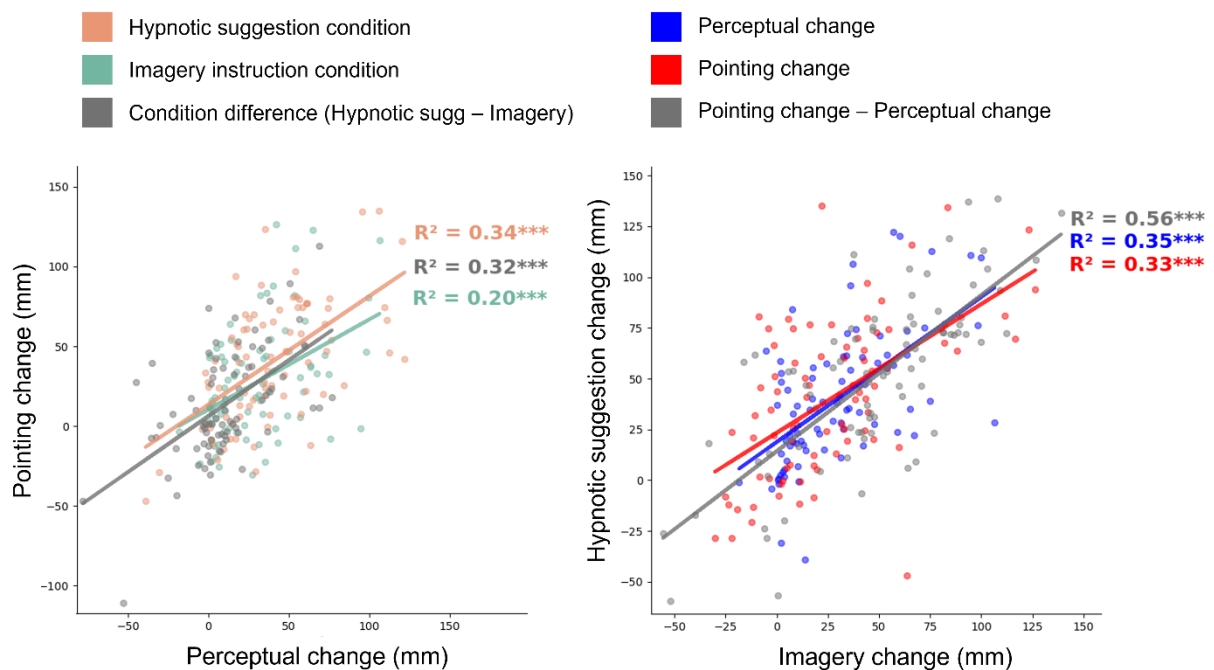 Hypnotic suggestion condition
Imagery instruction condition
Condition difference (Hypnotic sugg – Imagery)
Perceptual change
Pointing change
Pointing change – Perceptual change
150
100
50
0
−50
−100
Pointing change (mm)
R² = 0.34***
R² = 0.32***
R² = 0.20***
−50
0
50
100
150
Perceptual change (mm)
150
125
100
75
50
25
0
−25
−50
Hypnotic suggestion change (mm)
R² = 0.56***
R² = 0.35***
R² = 0.33***
−50
−25
0
25
50
75
100
125
150
Imagery change (mm)